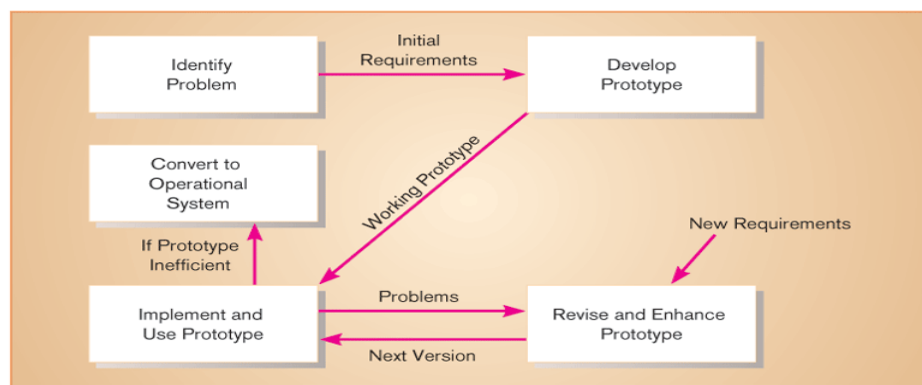 Identify
Problem
Initial
Requirements
Develop
Prototype
Convert to
Operational
System
Working Prototype
If Prototype
Inefficient
New Requirements
Implement and
Use Prototype
Problems
Next Version
Revise and Enhance
Prototype